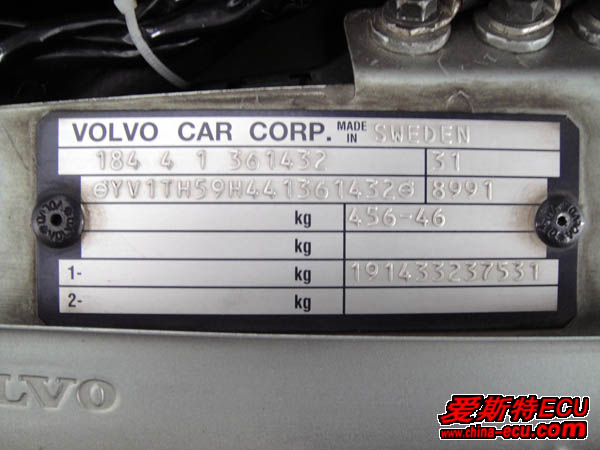 VOLVO CAR CORP. MADE IN SWEDEN
184 4 1 361432 31
YV1TH59H441361432 8991
kg 456-46
kg
1- kg 191433237531
2- kg
VOLVO
爱斯特ECU
www.china-ecu.com